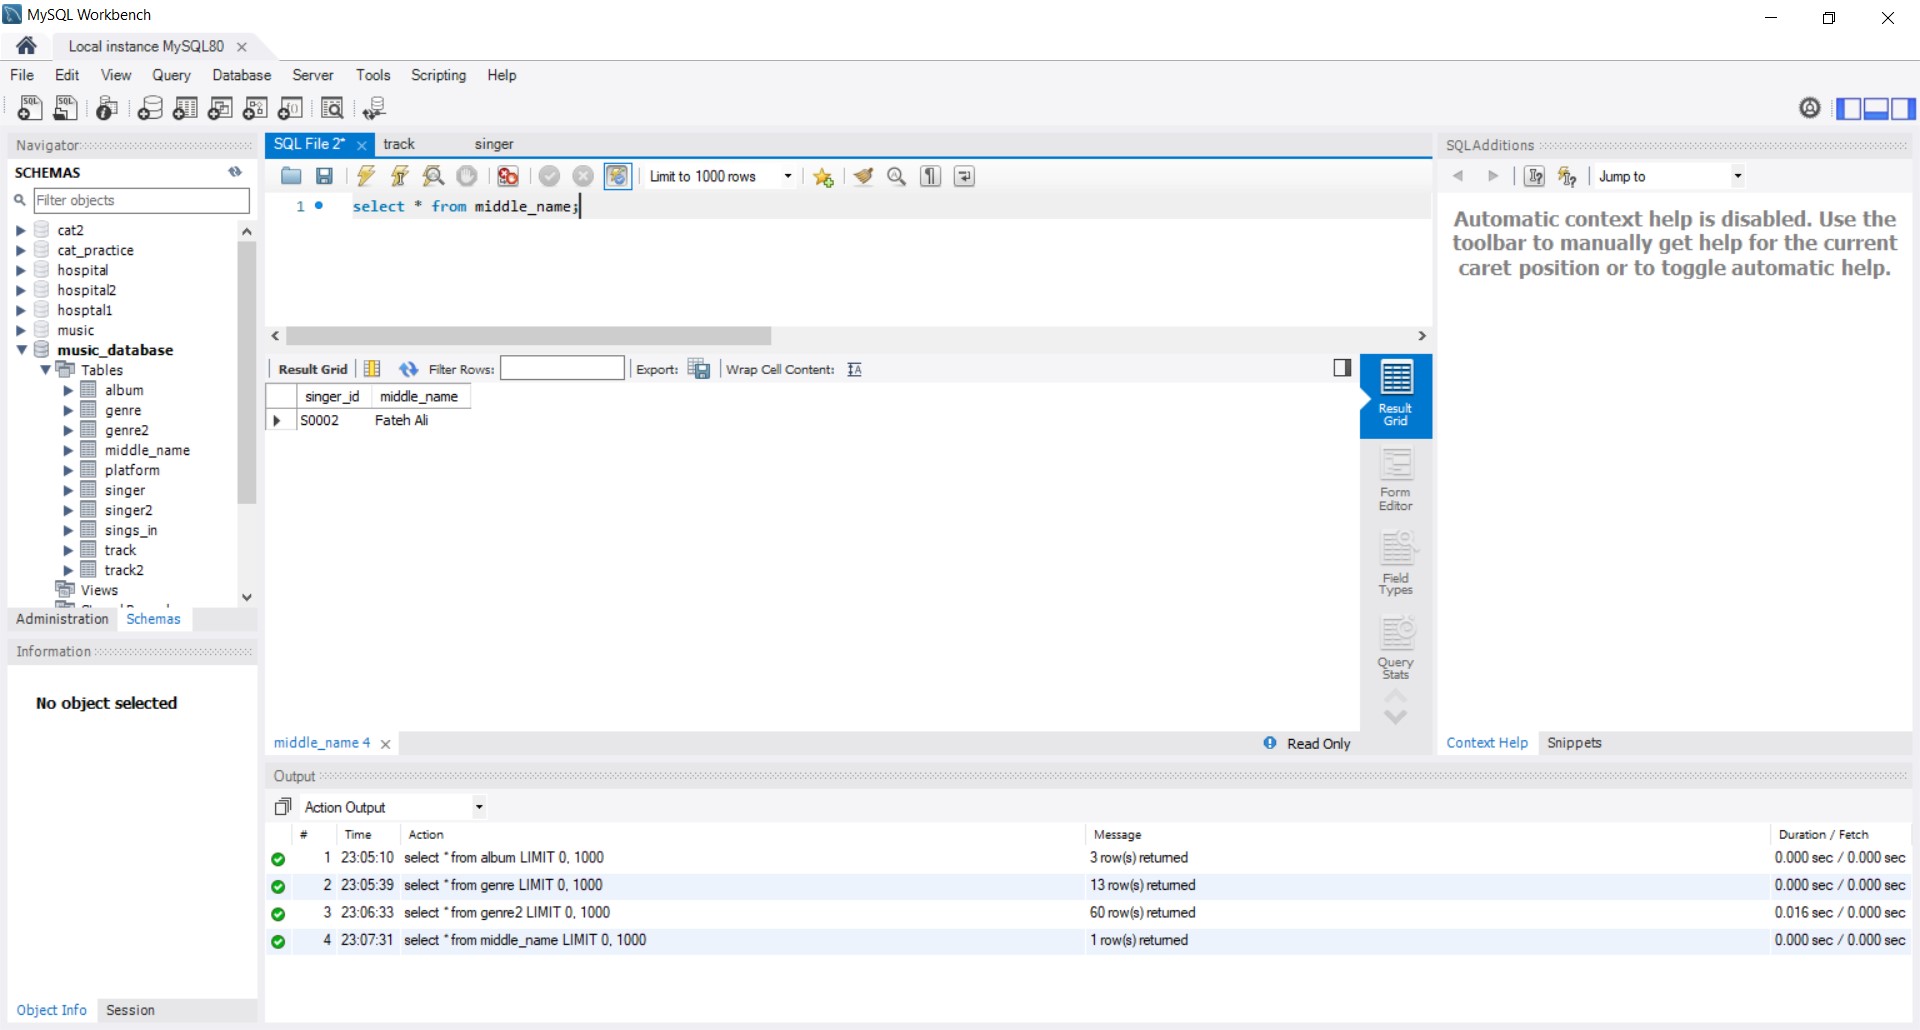 MySQL Workbench
Local instance MySQL80
File Edit View Query Database Server Tools Scripting Help
Navigator
SCHEMAS
Filter objects
cat2
cat_practice
hospital
hospital2
hosptal1
music
music_database
Tables
album
genre
genre2
middle_name
platform
singer
singer2
sings_in
track
track2
Views
Administration Schemas
Information
No object selected
Object Info Session
SQL File 2* track singer
Limit to 1000 rows
1 select * from middle_name;
Result Grid Filter Rows: Export: Wrap Cell Content:
singer_id middle_name
S0002 Fateh Ali
Result Grid
Form Editor
Field Types
Query Stats
middle_name 4 Read Only
SQLAdditions
Jump to
Automatic context help is disabled. Use the
toolbar to manually get help for the current
caret position or to toggle automatic help.
Context Help Snippets
Output
Action Output
# Time Action Message Duration / Fetch
1 23:05:10 select * from album LIMIT 0, 1000 3 row(s) returned 0.000 sec / 0.000 sec
2 23:05:39 select * from genre LIMIT 0, 1000 13 row(s) returned 0.000 sec / 0.000 sec
3 23:06:33 select * from genre2 LIMIT 0, 1000 60 row(s) returned 0.016 sec / 0.000 sec
4 23:07:31 select * from middle_name LIMIT 0, 1000 1 row(s) returned 0.000 sec / 0.000 sec